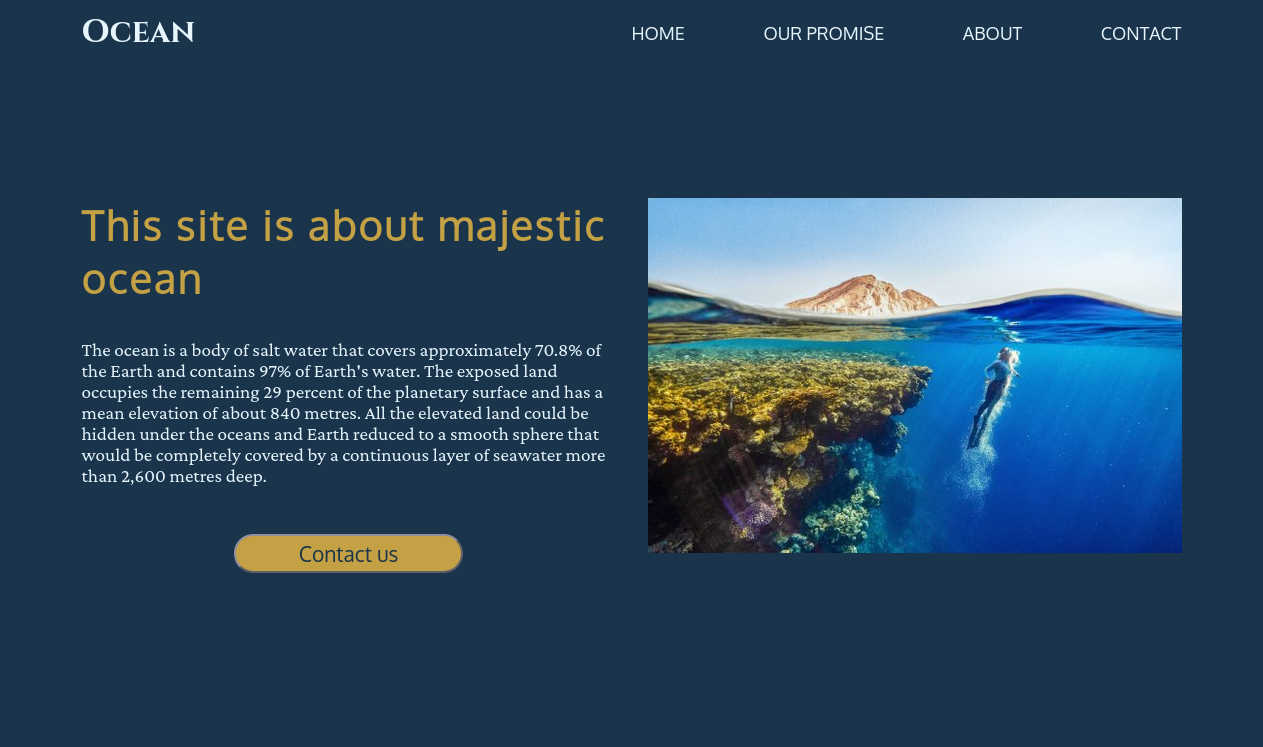 Ocean
HOME OUR PROMISE ABOUT CONTACT
This site is about majestic
ocean
The ocean is a body of salt water that covers approximately 70.8% of
the Earth and contains 97% of Earth's water. The exposed land
occupies the remaining 29 percent of the planetary surface and has a
mean elevation of about 840 metres. All the elevated land could be
hidden under the oceans and Earth reduced to a smooth sphere that
would be completely covered by a continuous layer of seawater more
than 2,600 metres deep.
Contact us